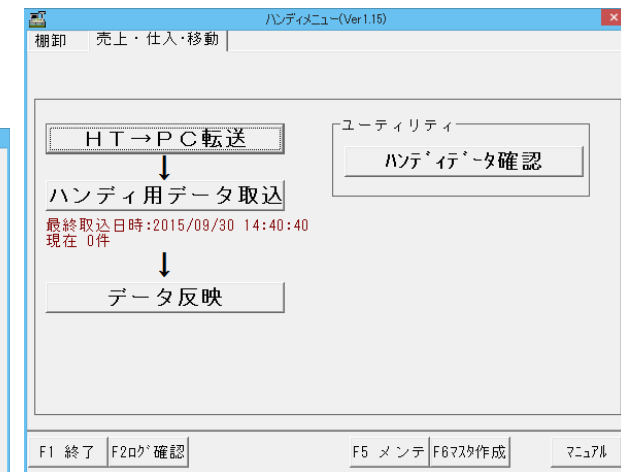 ハンディメニュー(Ver1.15)
棚卸 売上・仕入・移動
HT→PC転送
↓
ハンディ用データ取込
最終取込日時:2015/09/30 14:40:40
現在 0件
↓
データ反映
ユーティリティ
ﾊﾝﾃﾞｨﾃﾞｰﾀ確認
F1 終了 F2ﾛｸﾞ確認 F5 メンテ F6ﾏｽﾀ作成 ﾏﾆｭｱﾙ